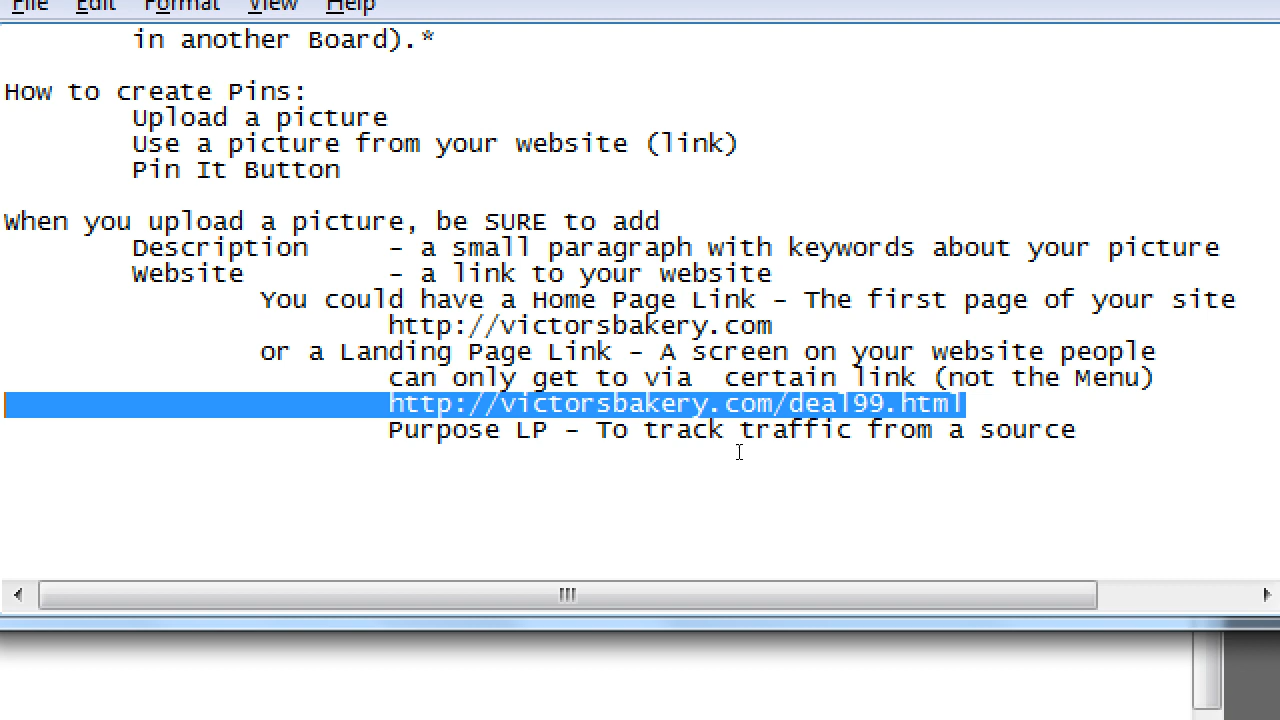 File Edit Format View Help
in another Board).*
How to create Pins:
Upload a picture
Use a picture from your website (link)
Pin It Button
When you upload a picture, be SURE to add
Description - a small paragraph with keywords about your picture
Website - a link to your website
You could have a Home Page Link - The first page of your site
http://victorsbakery.com
or a Landing Page Link - A screen on your website people
can only get to via certain link (not the Menu)
http://victorsbakery.com/deal99.html
Purpose LP - To track traffic from a source